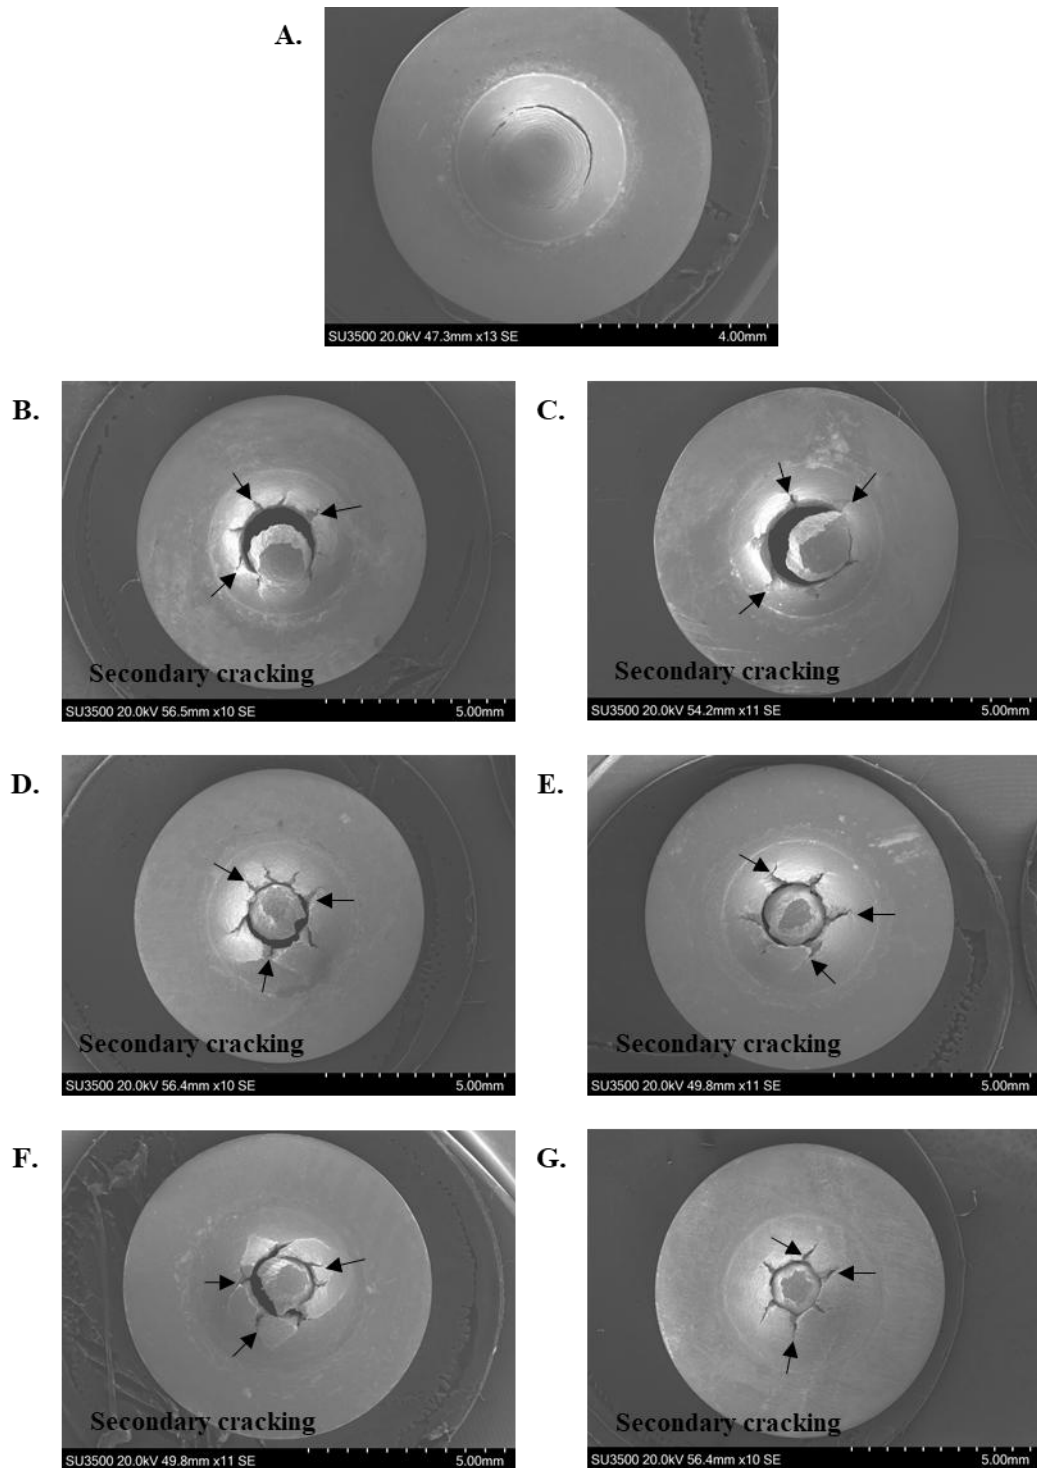 A.
SU3500 20.0kV 47.3mm x13 SE 4.00mm
B.
Secondary cracking
SU3500 20.0kV 56.5mm x10 SE 5.00mm
C.
Secondary cracking
SU3500 20.0kV 54.2mm x11 SE 5.00mm
D.
Secondary cracking
SU3500 20.0kV 56.4mm x10 SE 5.00mm
E.
Secondary cracking
SU3500 20.0kV 49.8mm x11 SE 5.00mm
F.
Secondary cracking
SU3500 20.0kV 49.8mm x11 SE 5.00mm
G.
Secondary cracking
SU3500 20.0kV 56.4mm x10 SE 5.00mm